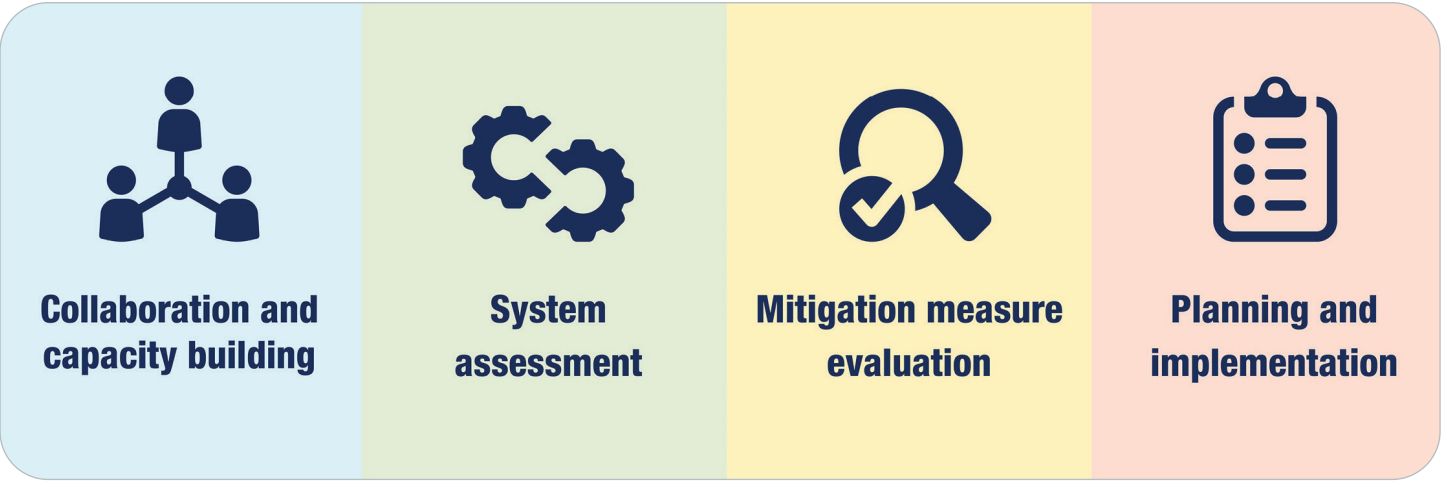 Collaboration and
capacity building
System
assessment
Mitigation measure
evaluation
Planning and
implementation